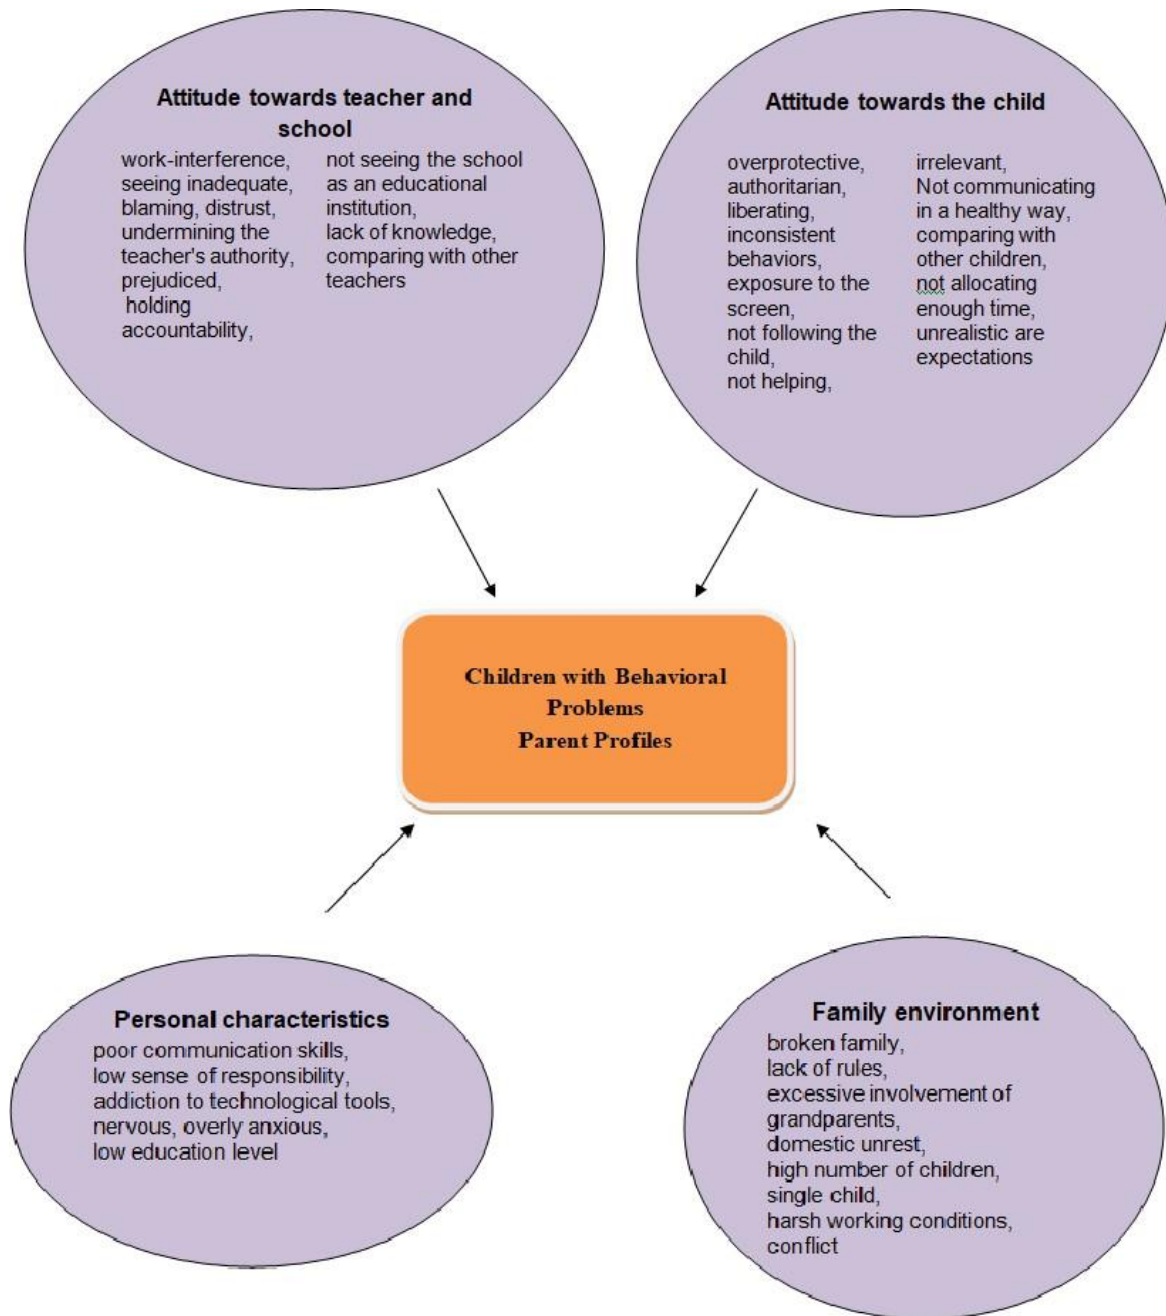 Attitude towards teacher and
school
work-interference,
seeing inadequate,
blaming, distrust,
undermining the
teacher's authority,
prejudiced,
holding
accountability,
not seeing the school
as an educational
institution,
lack of knowledge,
comparing with other
teachers
Attitude towards the child
overprotective,
authoritarian,
liberating,
inconsistent
behaviors,
exposure to the
screen,
not following the
child,
not helping,
irrelevant,
Not communicating
in a healthy way,
comparing with
other children,
not allocating
enough time,
unrealistic are
expectations
Children with Behavioral
Problems
Parent Profiles
Personal characteristics
poor communication skills,
low sense of responsibility,
addiction to technological tools,
nervous, overly anxious,
low education level
Family environment
broken family,
lack of rules,
excessive involvement of
grandparents,
domestic unrest,
high number of children,
single child,
harsh working conditions,
conflict